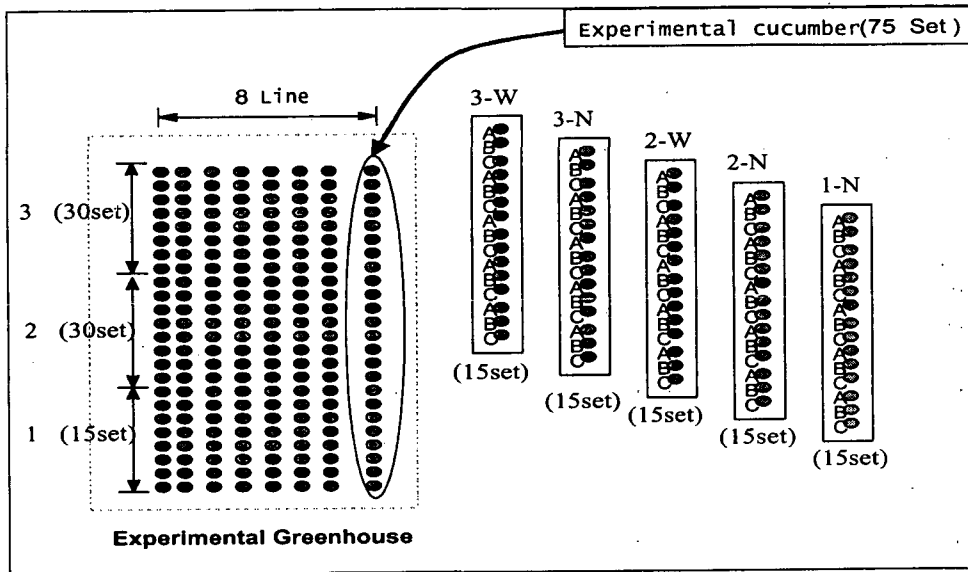 Experimental cucumber(75 Set )
8 Line
3 (30set)
2 (30set)
1 (15set)
Experimental Greenhouse
3-W
A B C A B C A B C A B C A B C
(15set)
3-N
A B C A B C A B C A B C A B C
(15set)
2-W
A B C A B C A B C A B C A B C
(15set)
2-N
A B C A B C A B C A B C A B C
(15set)
1-N
A B C A B C A B C A B C A B C
(15set)